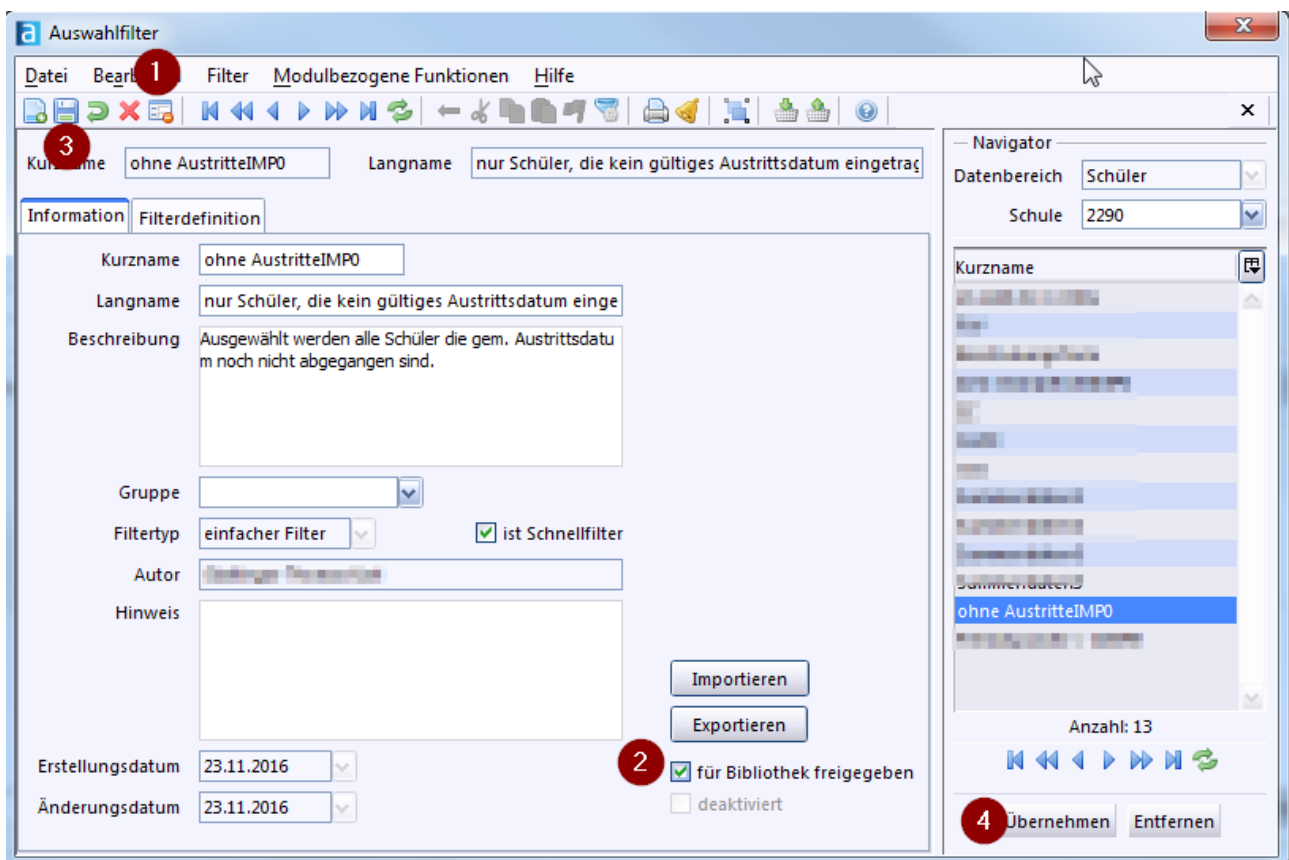 Auswahlfilter
Datei Filter Modulbezogene Funktionen Hilfe
1
3
ohne AustritteIMP0 Langname nur Schüler, die kein gültiges Austrittsdatum eingetrag
Information Filterdefinition
Kurzname ohne AustritteIMP0
Langname nur Schüler, die kein gültiges Austrittsdatum einge
Beschreibung Ausgewählt werden alle Schüler die gem. Austrittsdatu
m noch nicht abgegangen sind.
Gruppe
Filtertyp einfacher Filter ist Schnellfilter
Autor
Hinweis
Importieren
Exportieren
2
Erstellungsdatum 23.11.2016 für Bibliothek freigegeben
Änderungsdatum 23.11.2016 deaktiviert
Navigator
Datenbereich Schüler
Schule 2290
Kurzname
ohne AustritteIMP0
Anzahl: 13
4 Übernehmen Entfernen